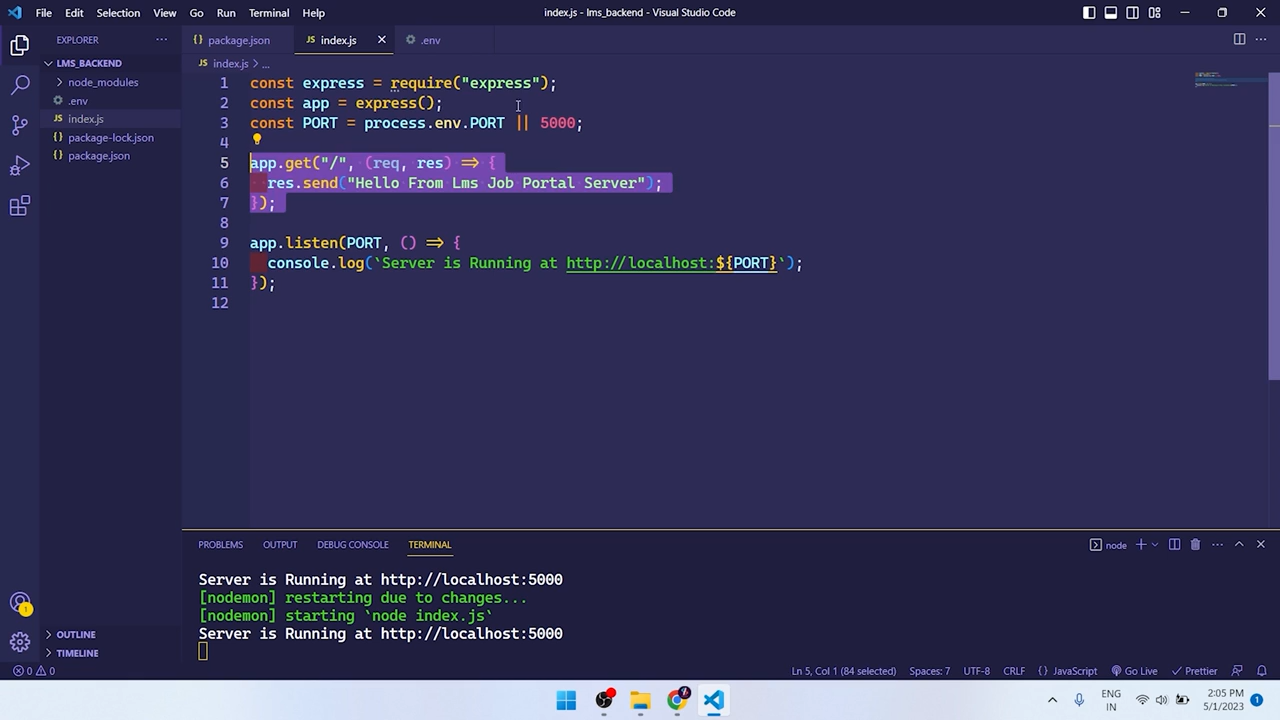 File Edit Selection View Go Run Terminal Help
index.js - lms_backend - Visual Studio Code
EXPLORER
LMS_BACKEND
node_modules
.env
JS index.js
package-lock.json
package.json
OUTLINE
TIMELINE
{} package.json
JS index.js
.env
JS index.js > ...
1 const express = require("express");
2 const app = express();
3 const PORT = process.env.PORT || 5000;
4
5 app.get("/", (req, res) => {
6 res.send("Hello From Lms Job Portal Server");
7 });
8
9 app.listen(PORT, () => {
10 console.log(`Server is Running at http://localhost:${PORT}`);
11 });
12
PROBLEMS OUTPUT DEBUG CONSOLE TERMINAL
node
Server is Running at http://localhost:5000
[nodemon] restarting due to changes...
[nodemon] starting `node index.js`
Server is Running at http://localhost:5000
1
0 0
Ln 5, Col 1 (84 selected) Spaces: 7 UTF-8 CRLF {} JavaScript Go Live Prettier
ENG
IN
2:05 PM
5/1/2023
1